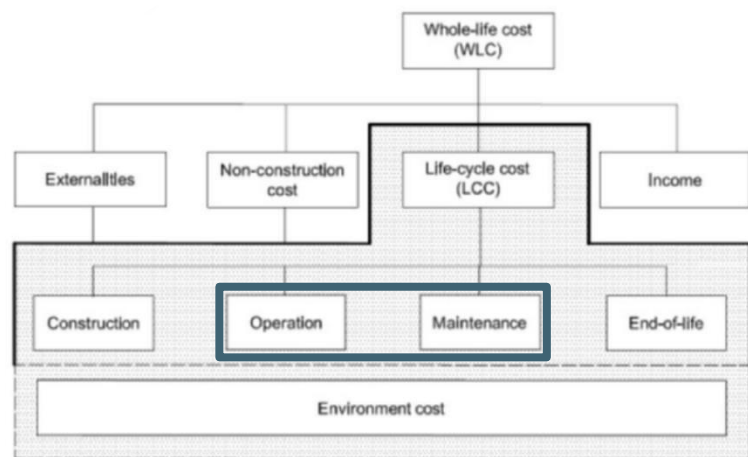 Whole-life cost
(WLC)
Externalltles
Non-construction
cost
Life-cycle cost
(LCC)
Income
Construction
Operation
Maintenance
End-of-life
Environment cost